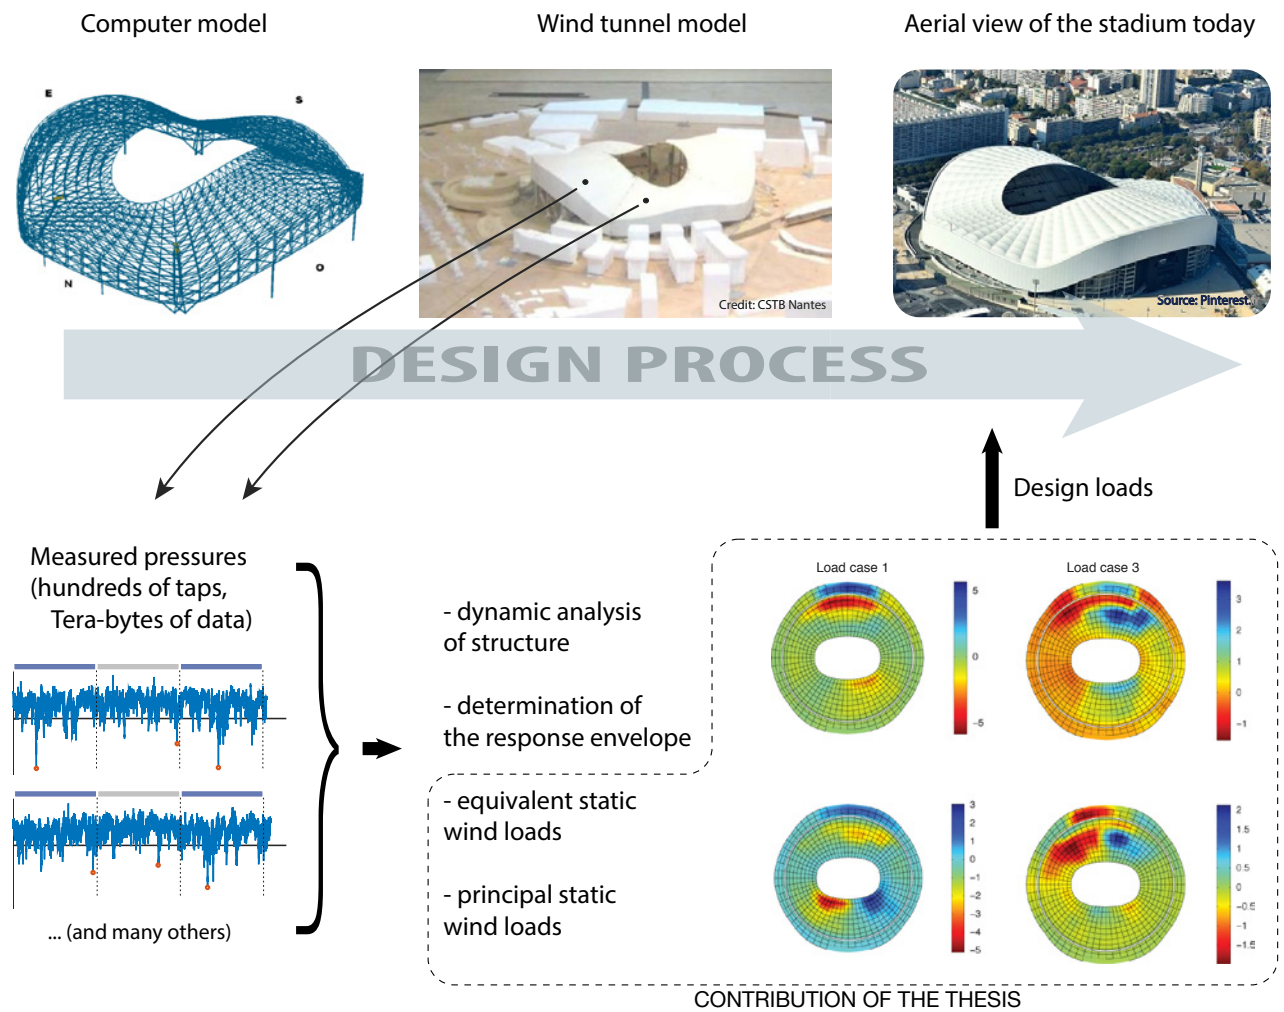 Computer model
Wind tunnel model
Aerial view of the stadium today
E
S
N
O
Credit: CSTB Nantes
Source: Pinterest.
DESIGN PROCESS
Design loads
Measured pressures
(hundreds of taps,
Tera-bytes of data)
... (and many others)
- dynamic analysis
of structure
- determination of
the response envelope
- equivalent static
wind loads
- principal static
wind loads
Load case 1
5
0
-5
Load case 3
3
2
1
0
-1
3
2
1
0
-1
-2
-3
-4
-5
2
1.5
1
0.5
0
-0.5
-1
-1.5
CONTRIBUTION OF THE THESIS